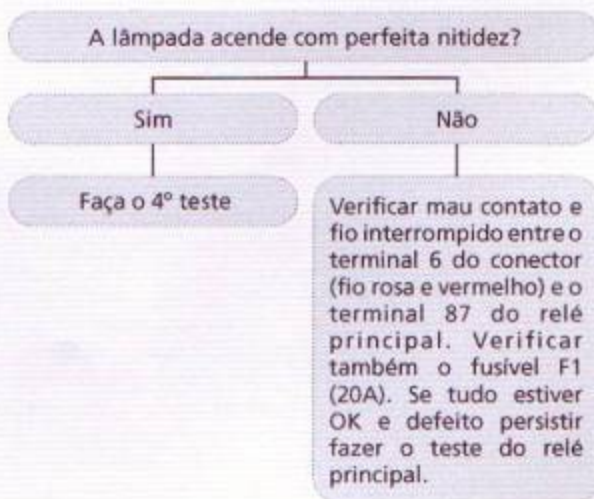 A lâmpada acende com perfeita nitidez?
Sim
Não
Faça o 4º teste
Verificar mau contato e
fio interrompido entre o
terminal 6 do conector
(fio rosa e vermelho) e o
terminal 87 do relé
principal. Verificar
também o fusível F1
(20A). Se tudo estiver
OK e defeito persistir
fazer o teste do relé
principal.